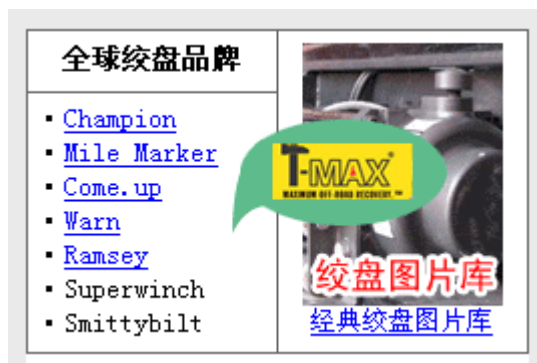 全球绞盘品牌
▪ Champion
▪ Mile Marker
▪ Come.up
▪ Warn
▪ Ramsey
▪ Superwinch
▪ Smittybilt
T-MAX®
MAXIMUM OFF-ROAD RECOVERY.™
绞盘图片库
经典绞盘图片库